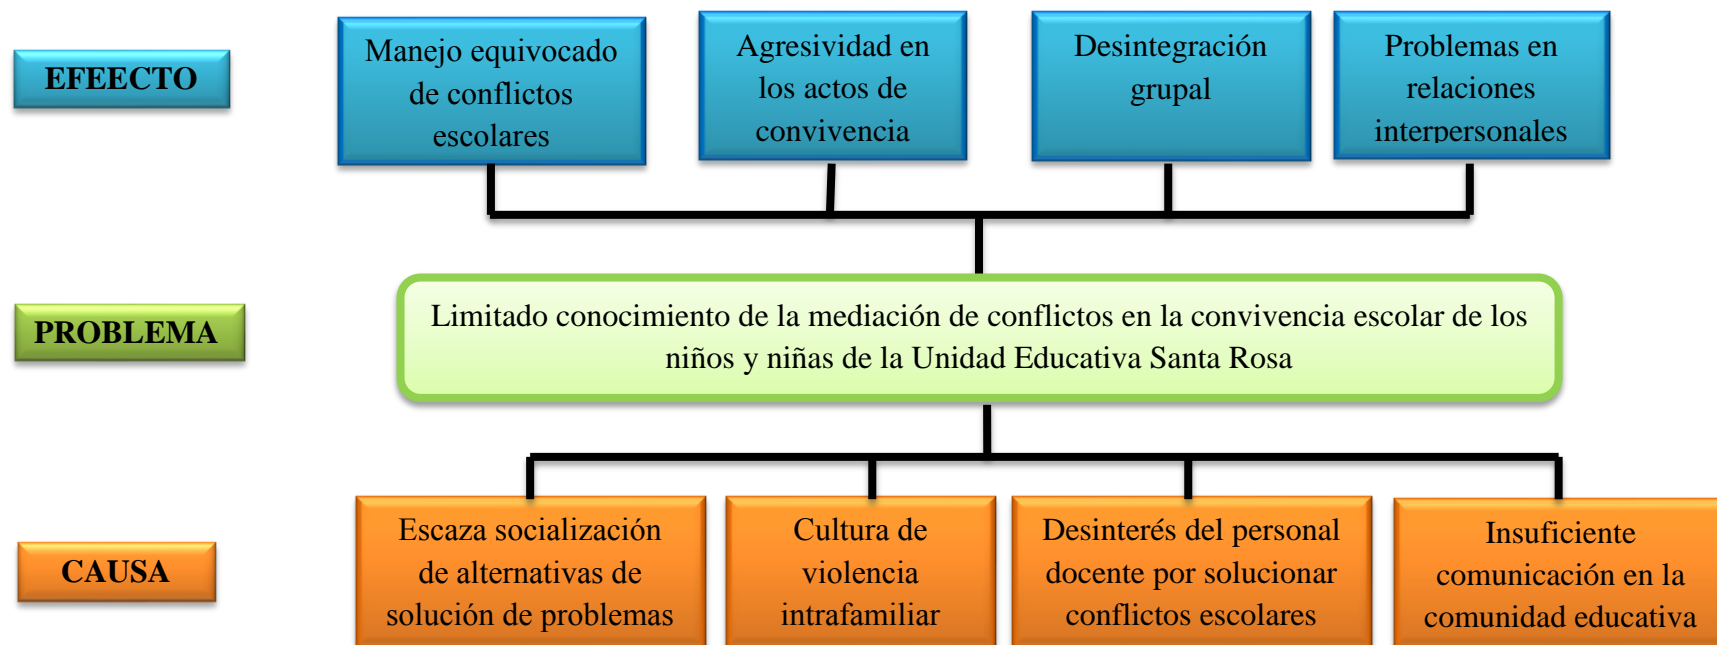 EFEECTO
Manejo equivocado
de conflictos
escolares
Agresividad en
los actos de
convivencia
Desintegración
grupal
Problemas en
relaciones
interpersonales
PROBLEMA
Limitado conocimiento de la mediación de conflictos en la convivencia escolar de los
niños y niñas de la Unidad Educativa Santa Rosa
CAUSA
Escaza socialización
de alternativas de
solución de problemas
Cultura de
violencia
intrafamiliar
Desinterés del personal
docente por solucionar
conflictos escolares
Insuficiente
comunicación en la
comunidad educativa